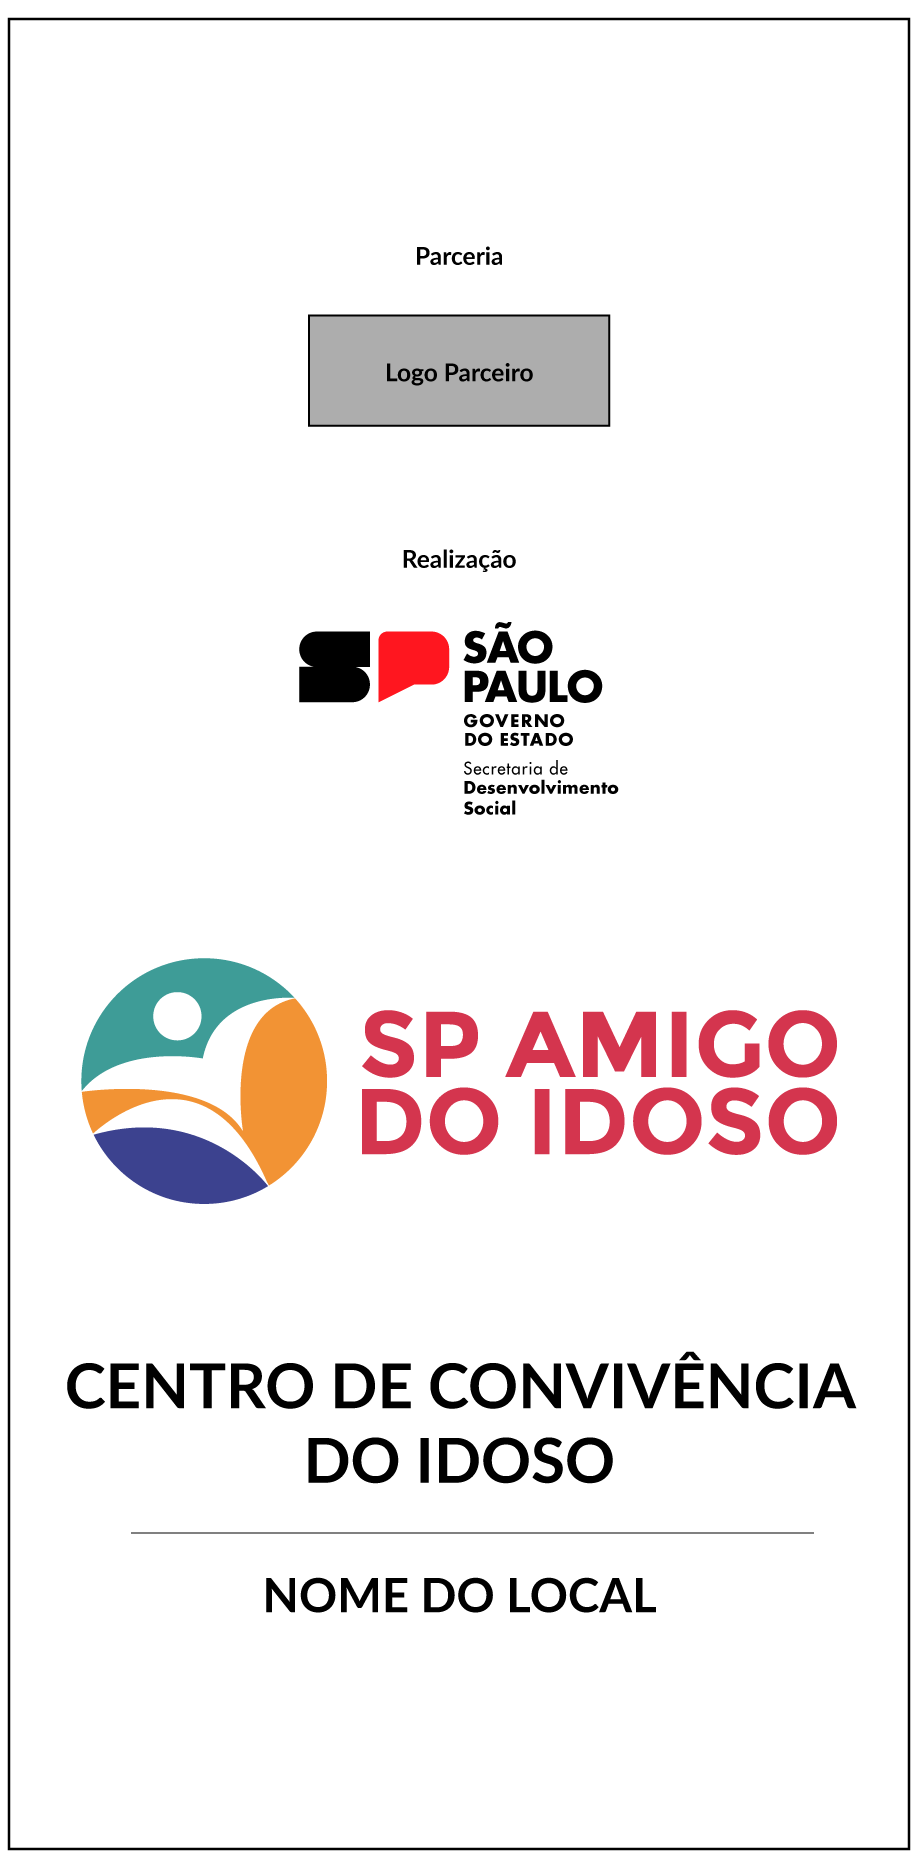 Parceria
Logo Parceiro
Realização
SP
SÃO
PAULO
GOVERNO
DO ESTADO
Secretaria de
Desenvolvimento
Social
SP AMIGO
DO IDOSO
CENTRO DE CONVIVÊNCIA
DO IDOSO
NOME DO LOCAL